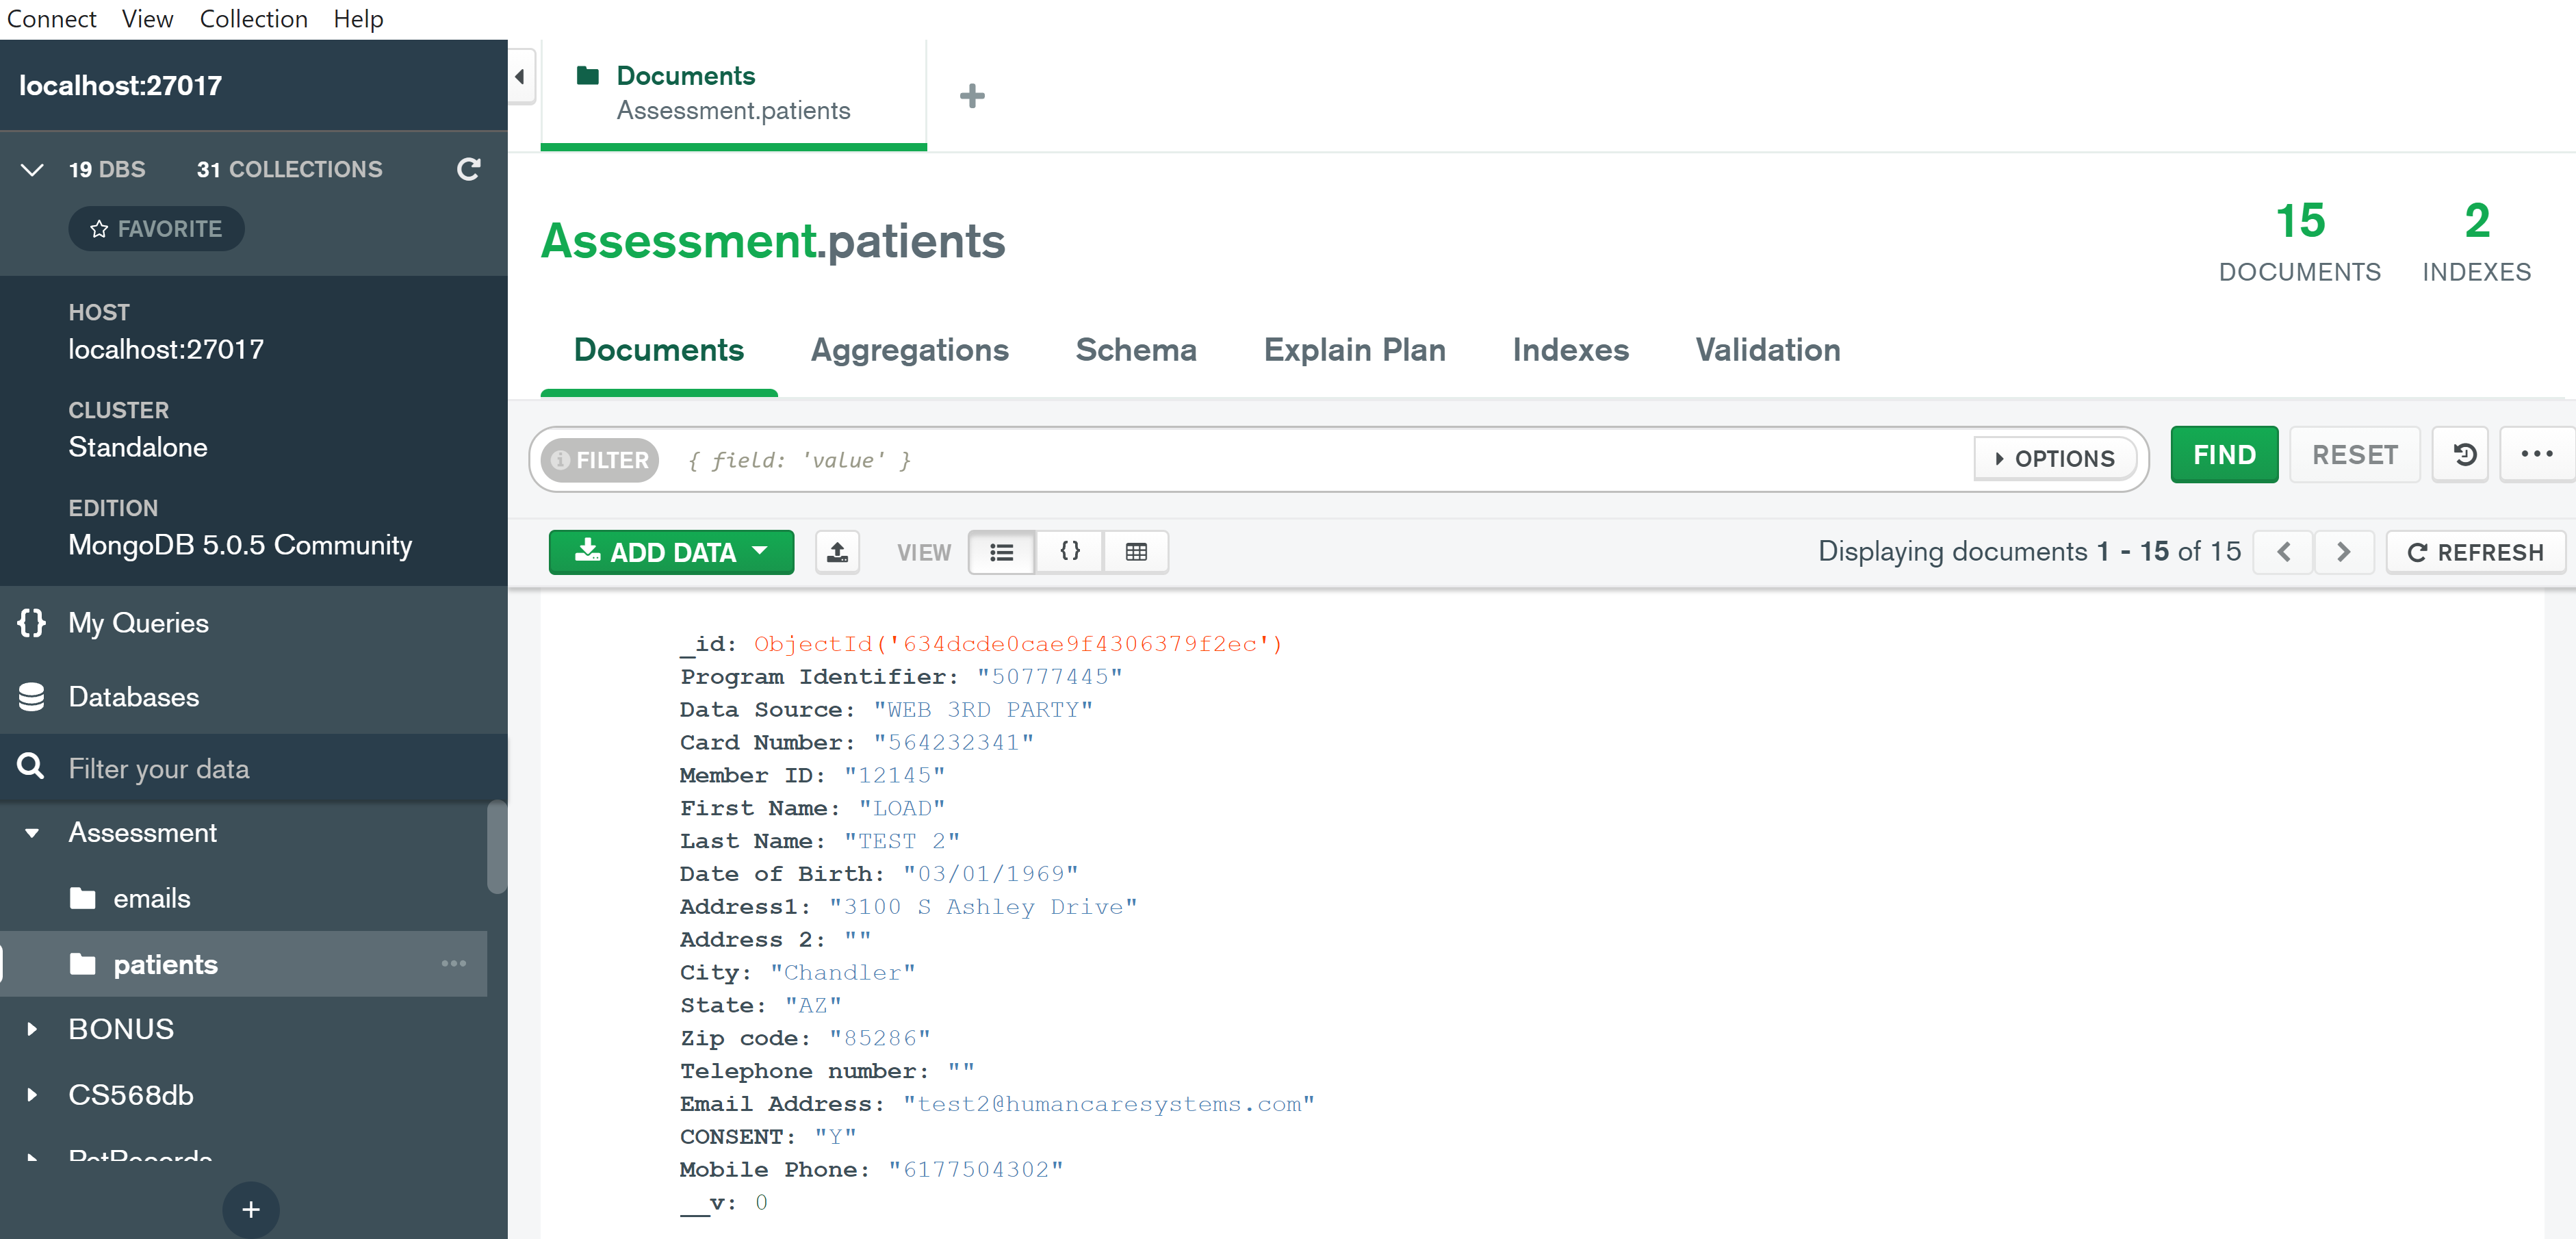 Connect View Collection Help
localhost:27017
19 DBS 31 COLLECTIONS
FAVORITE
HOST
localhost:27017
CLUSTER
Standalone
EDITION
MongoDB 5.0.5 Community
{} My Queries
Databases
Filter your data
Assessment
emails
patients
BONUS
CS568db
PetRecords
Documents
Assessment.patients
Assessment.patients
15
DOCUMENTS
2
INDEXES
Documents Aggregations Schema Explain Plan Indexes Validation
FILTER { field: 'value' } OPTIONS FIND RESET
ADD DATA VIEW {} Displaying documents 1 - 15 of 15 REFRESH
_id: ObjectId('634dcde0cae9f4306379f2ec')
Program Identifier: "50777445"
Data Source: "WEB 3RD PARTY"
Card Number: "564232341"
Member ID: "12145"
First Name: "LOAD"
Last Name: "TEST 2"
Date of Birth: "03/01/1969"
Address1: "3100 S Ashley Drive"
Address 2: ""
City: "Chandler"
State: "AZ"
Zip code: "85286"
Telephone number: ""
Email Address: "test2@humancaresystems.com"
CONSENT: "Y"
Mobile Phone: "6177504302"
__v: 0